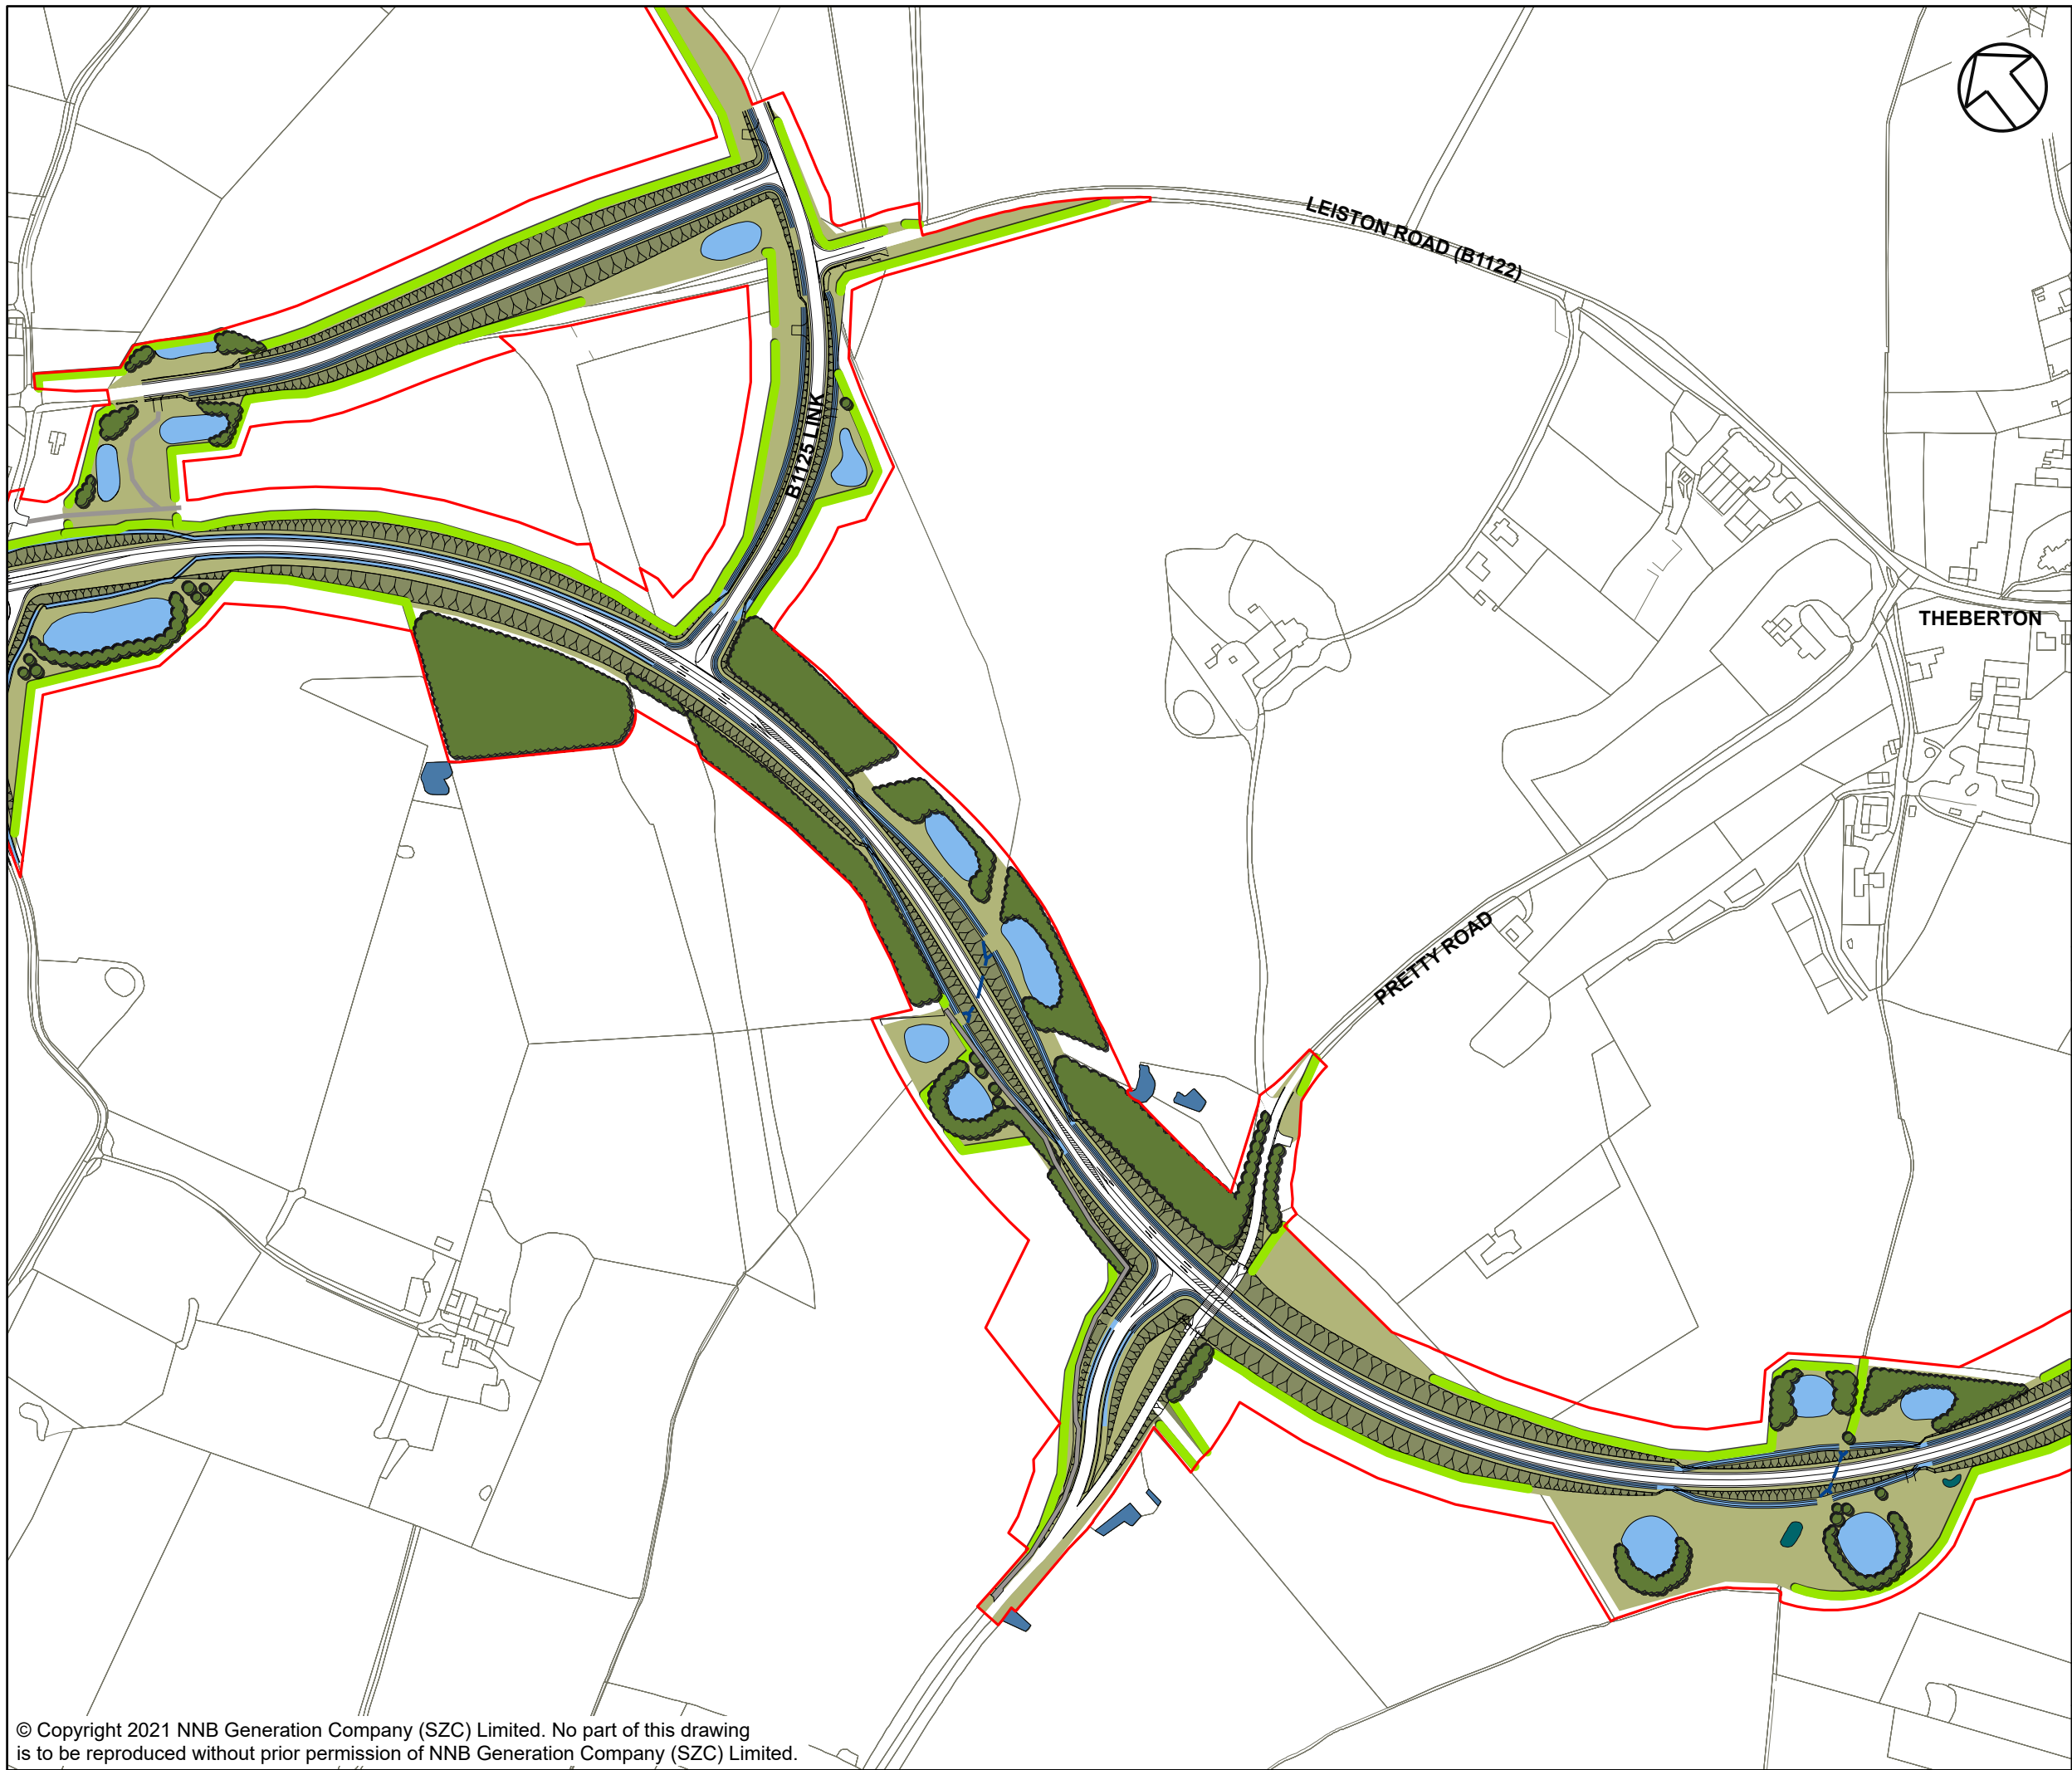 LEISTON ROAD (B1122)
B1125 LINK
THEBERTON
PRETTY ROAD
© Copyright 2021 NNB Generation Company (SZC) Limited. No part of this drawing
is to be reproduced without prior permission of NNB Generation Company (SZC) Limited.